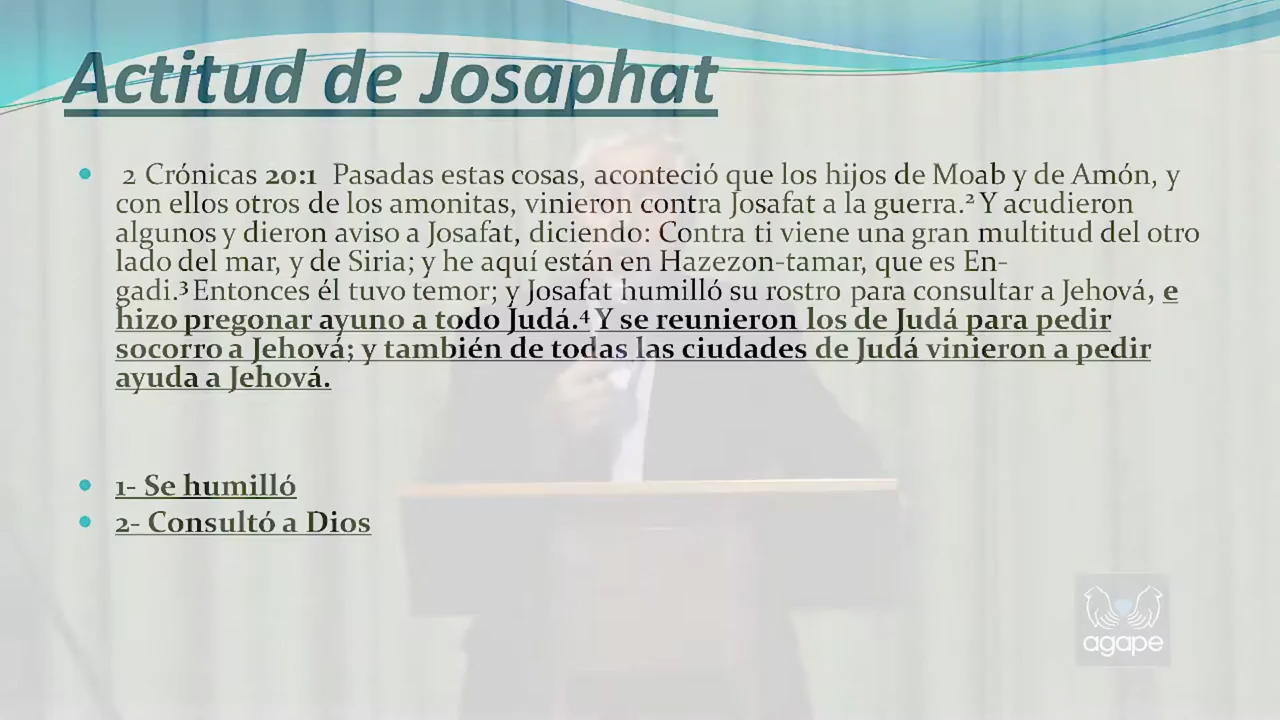 Actitud de Josaphat
2 Crónicas 20:1 Pasadas estas cosas, aconteció que los hijos de Moab y de Amón, y
con ellos otros de los amonitas, vinieron contra Josafat a la guerra.² Y acudieron
algunos y dieron aviso a Josafat, diciendo: Contra ti viene una gran multitud del otro
lado del mar, y de Siria; y he aquí están en Hazezon-tamar, que es En-
gadi.³ Entonces él tuvo temor; y Josafat humilló su rostro para consultar a Jehová, e
hizo pregonar ayuno a todo Judá.⁴ Y se reunieron los de Judá para pedir
socorro a Jehová; y también de todas las ciudades de Judá vinieron a pedir
ayuda a Jehová.
1- Se humilló
2- Consultó a Dios
agape